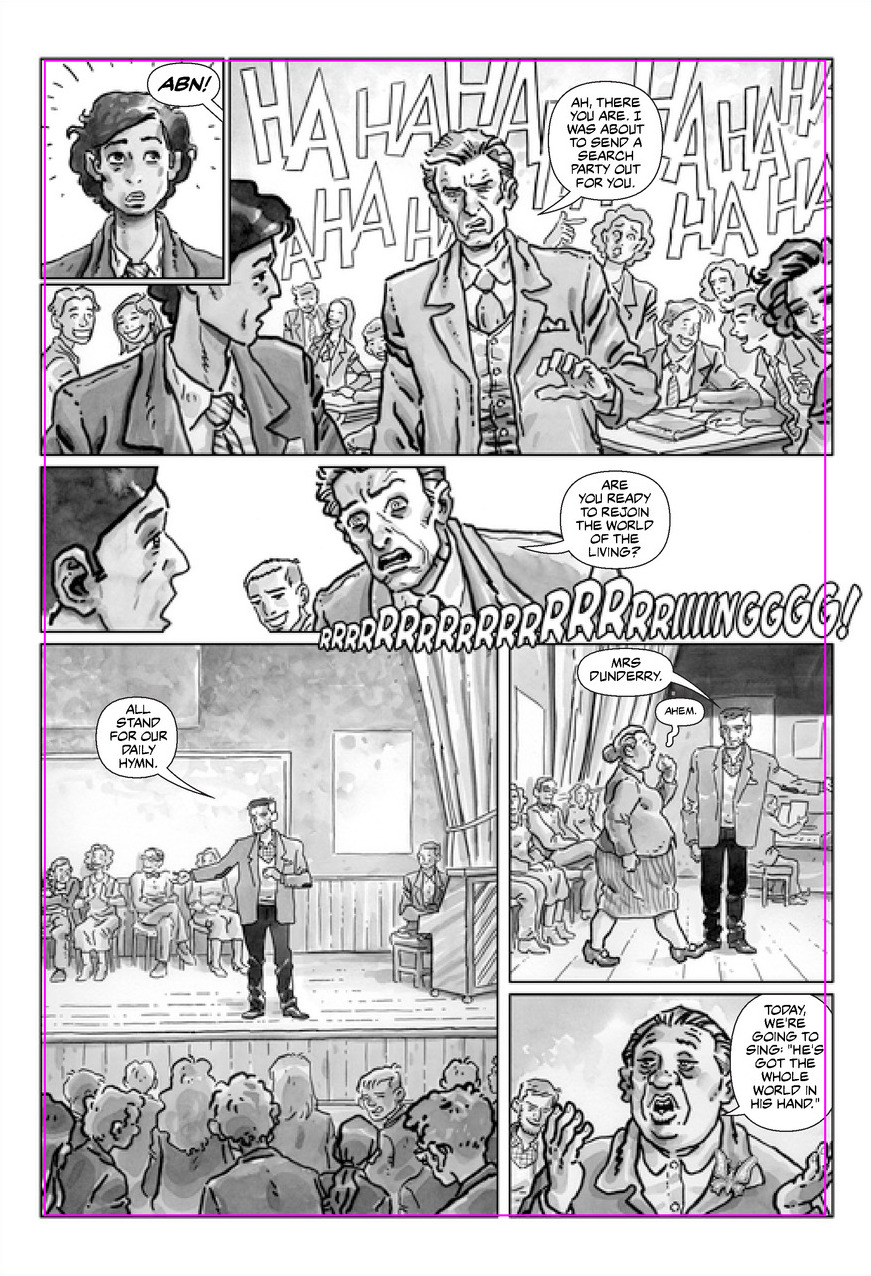 ABN!
HA HA HA HA HA HA HA
HA HA HA HA HA
AH, THERE
YOU ARE. I
WAS ABOUT
TO SEND A
SEARCH
PARTY OUT
FOR YOU.
ARE
YOU READY
TO REJOIN
THE WORLD
OF THE
LIVING?
RRRRRRRRRRRRRRRRRIIIIINGGGG!
ALL
STAND
FOR OUR
DAILY
HYMN.
MRS
DUNDERRY.
AHEM.
TODAY,
WE'RE
GOING TO
SING: "HE'S
GOT THE
WHOLE
WORLD IN
HIS HAND."